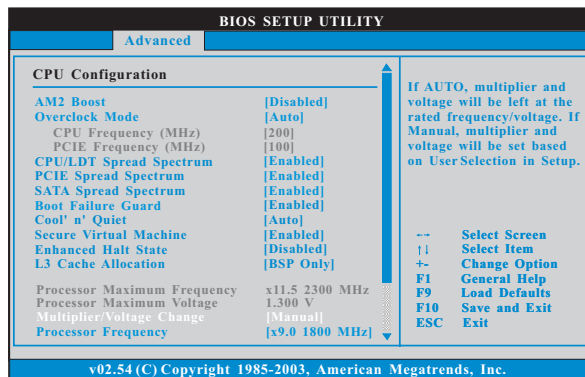 BIOS SETUP UTILITY
Advanced
CPU Configuration
AM2 Boost [Disabled]
Overclock Mode [Auto]
CPU Frequency (MHz) [200]
PCIE Frequency (MHz) [100]
CPU/LDT Spread Spectrum [Enabled]
PCIE Spread Spectrum [Enabled]
SATA Spread Spectrum [Enabled]
Boot Failure Guard [Enabled]
Cool' n' Quiet [Auto]
Secure Virtual Machine [Enabled]
Enhanced Halt State [Disabled]
L3 Cache Allocation [BSP Only]
Processor Maximum Frequency x11.5 2300 MHz
Processor Maximum Voltage 1.300 V
Multiplier/Voltage Change [Manual]
Processor Frequency [x9.0 1800 MHz]
If AUTO, multiplier and
voltage will be left at the
rated frequency/voltage. If
Manual, multiplier and
voltage will be set based
on User Selection in Setup.
←→ Select Screen
↑↓ Select Item
+- Change Option
F1 General Help
F9 Load Defaults
F10 Save and Exit
ESC Exit
v02.54 (C) Copyright 1985-2003, American Megatrends, Inc.